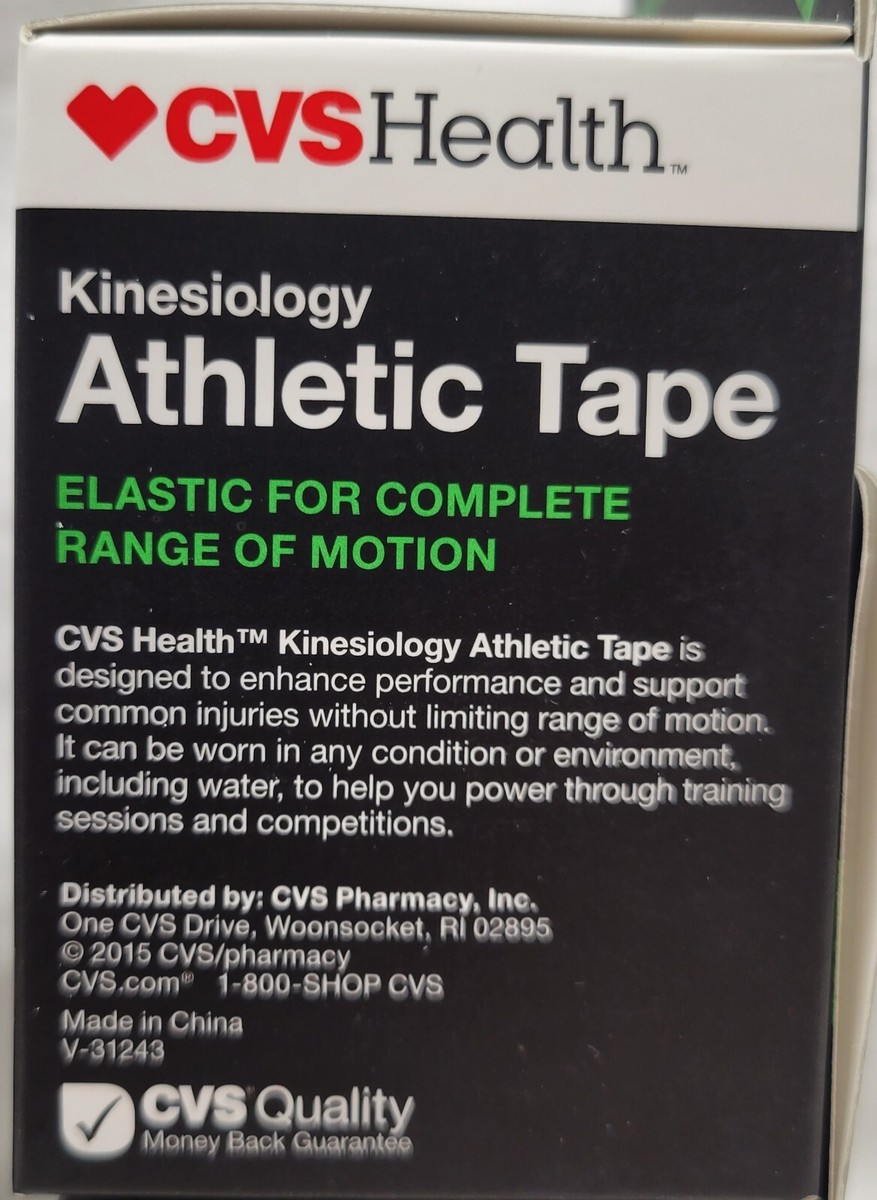 CVSHealth™
Kinesiology
Athletic Tape
ELASTIC FOR COMPLETE
RANGE OF MOTION
CVS Health™ Kinesiology Athletic Tape is
designed to enhance performance and support
common injuries without limiting range of motion.
It can be worn in any condition or environment,
including water, to help you power through training
sessions and competitions.
Distributed by: CVS Pharmacy, Inc.
One CVS Drive, Woonsocket, RI 02895
© 2015 CVS/pharmacy
CVS.com® 1-800-SHOP CVS
Made in China
V-31243
CVS® Quality
Money Back Guarantee